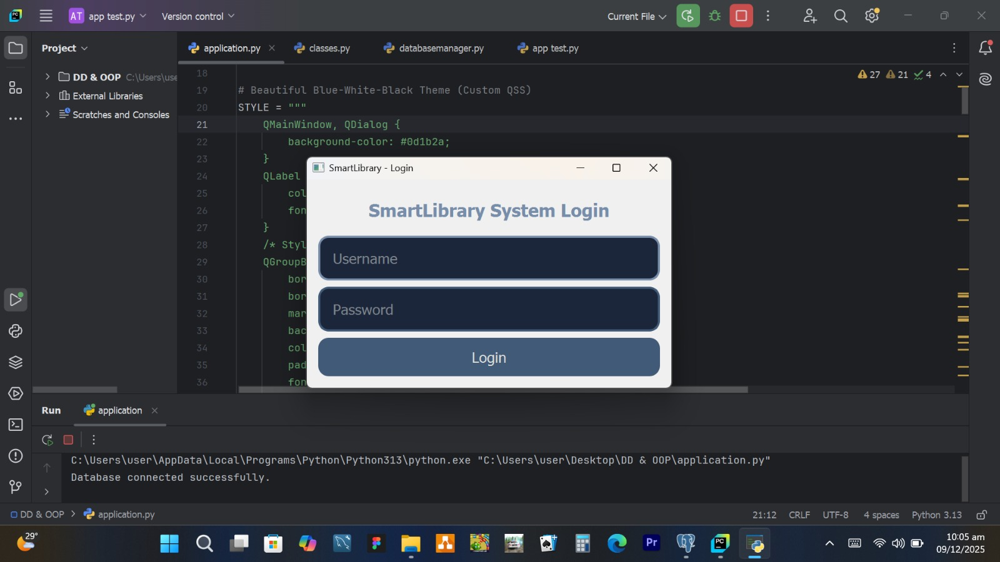 AT app test.py Version control Current File
Project application.py classes.py databasemanager.py app test.py
DD & OOP C:\Users\use
External Libraries
Scratches and Consoles
27 21 4
18
19 # Beautiful Blue-White-Black Theme (Custom QSS)
20 STYLE = """
21 QMainWindow, QDialog {
22 background-color: #0d1b2a;
23 }
24 QLabel
25 col
26 fon
27 }
28 /* Styl
29 QGroupB
30 bor
31 bor
32 mar
33 bac
34 col
35 pad
36 fon
SmartLibrary - Login
SmartLibrary System Login
Username
Password
Login
Run application
C:\Users\user\AppData\Local\Programs\Python\Python313\python.exe "C:\Users\user\Desktop\DD & OOP\application.py"
Database connected successfully.
DD & OOP application.py 21:12 CRLF UTF-8 4 spaces Python 3.13
29°
Pr
PC
10:05 am
09/12/2025